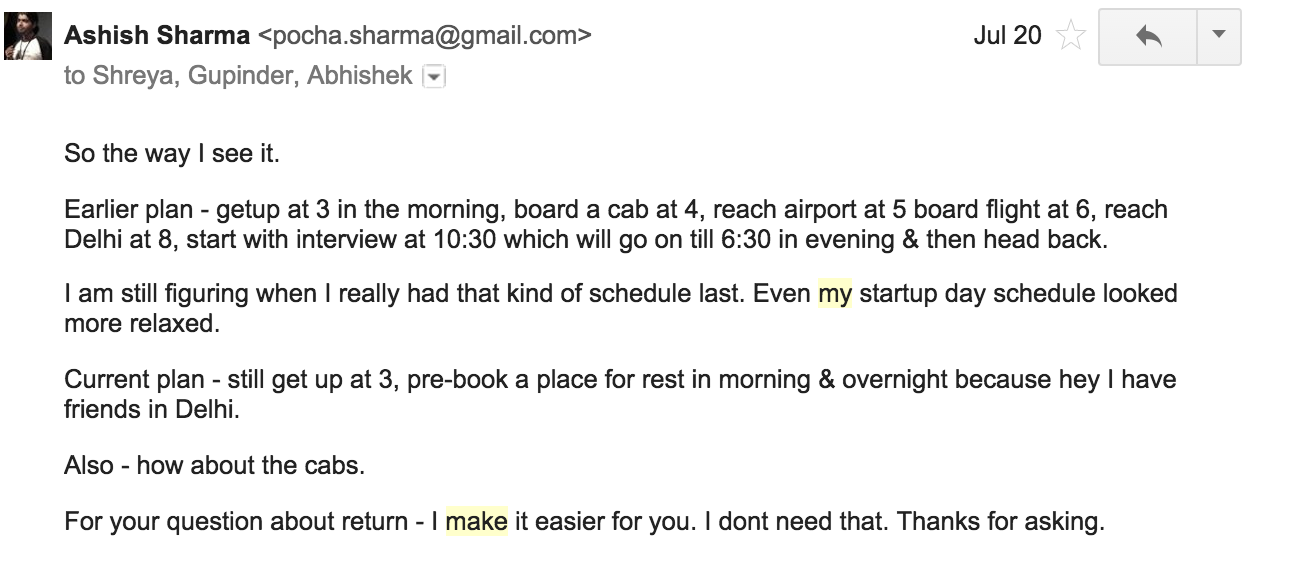 Ashish Sharma <pocha.sharma@gmail.com>
Jul 20
to Shreya, Gupinder, Abhishek
So the way I see it.
Earlier plan - getup at 3 in the morning, board a cab at 4, reach airport at 5 board flight at 6, reach
Delhi at 8, start with interview at 10:30 which will go on till 6:30 in evening & then head back.
I am still figuring when I really had that kind of schedule last. Even my startup day schedule looked
more relaxed.
Current plan - still get up at 3, pre-book a place for rest in morning & overnight because hey I have
friends in Delhi.
Also - how about the cabs.
For your question about return - I make it easier for you. I dont need that. Thanks for asking.